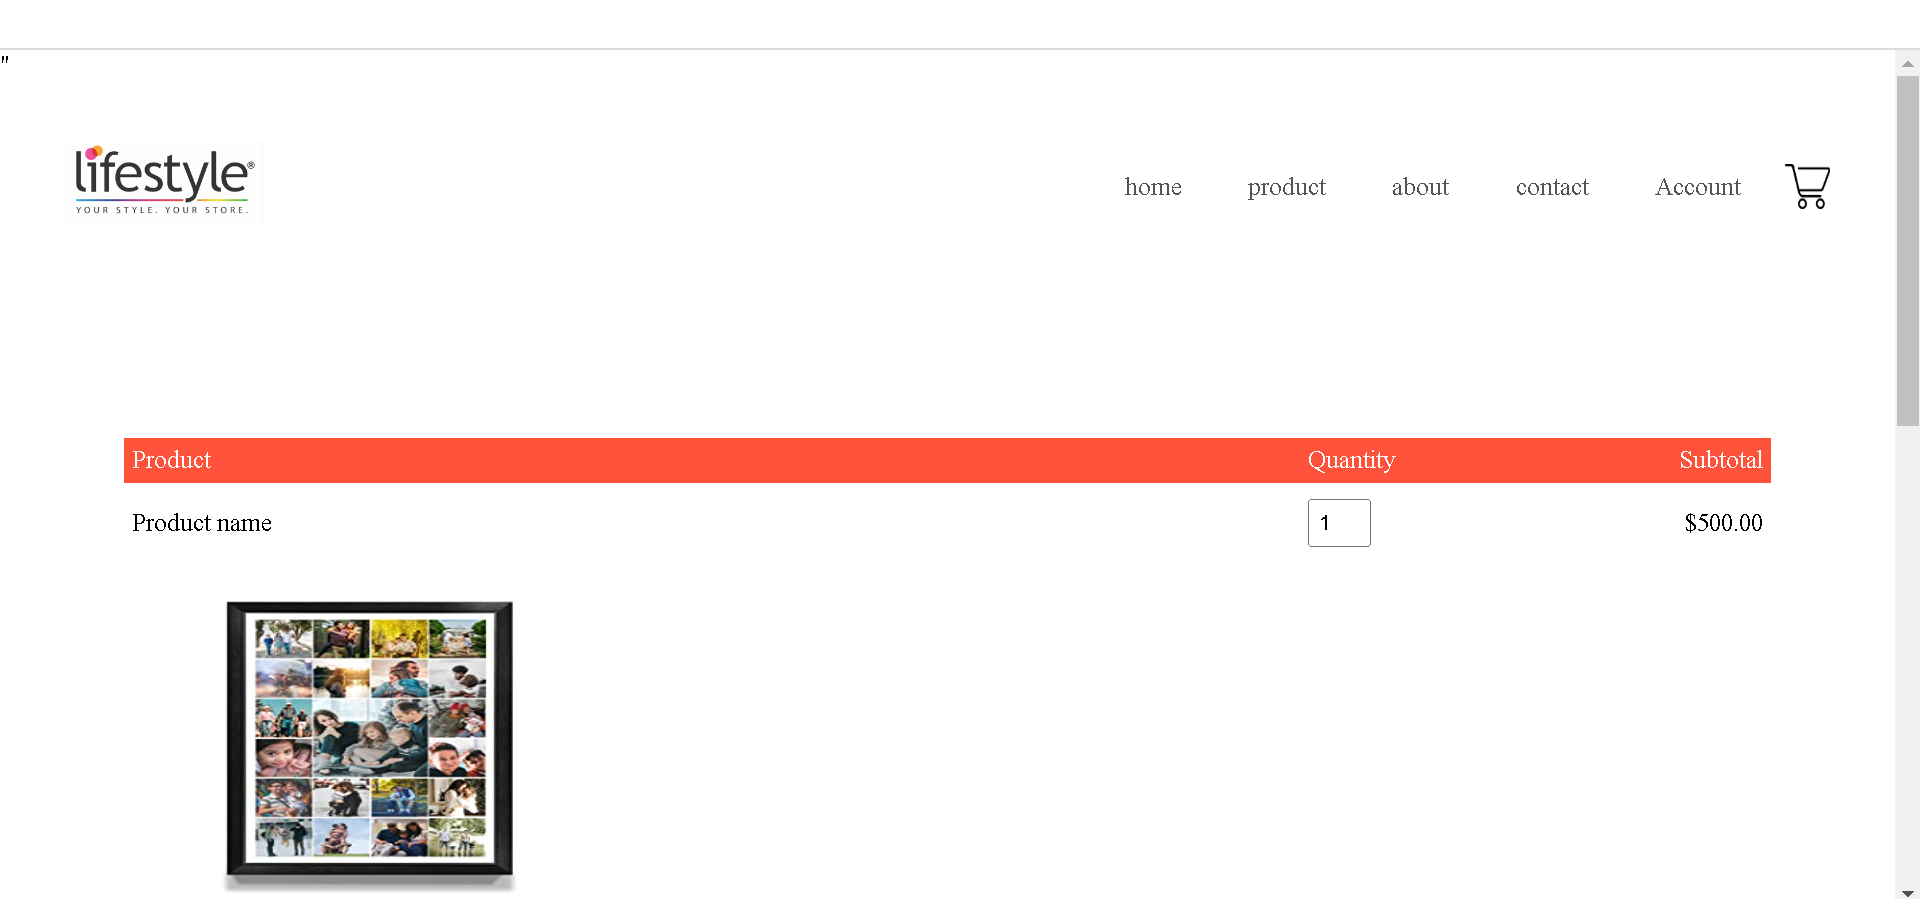 "
lifestyle®
YOUR STYLE. YOUR STORE.
home product about contact Account
Product Quantity Subtotal
Product name 1 $500.00